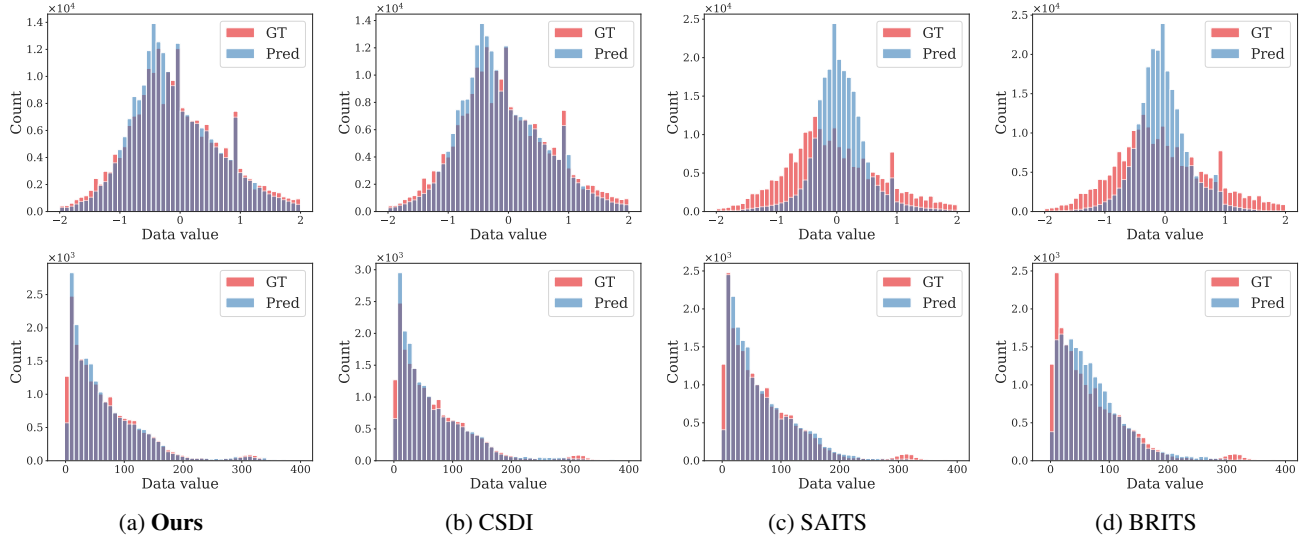 ×10⁴
1.4
1.2
1.0
0.8
0.6
0.4
0.2
0.0
Count
GT
Pred
−2
−1
0
1
2
Data value
×10⁴
1.4
1.2
1.0
0.8
0.6
0.4
0.2
0.0
Count
GT
Pred
−2
−1
0
1
2
Data value
×10⁴
2.5
2.0
1.5
1.0
0.5
0.0
Count
GT
Pred
−2
−1
0
1
2
Data value
×10⁴
2.5
2.0
1.5
1.0
0.5
0.0
Count
GT
Pred
−2
−1
0
1
2
Data value
×10³
2.5
2.0
1.5
1.0
0.5
0.0
Count
GT
Pred
0
100
200
300
400
Data value
×10³
3.0
2.5
2.0
1.5
1.0
0.5
0.0
Count
GT
Pred
0
100
200
300
400
Data value
×10³
2.5
2.0
1.5
1.0
0.5
0.0
Count
GT
Pred
0
100
200
300
400
Data value
×10³
2.5
2.0
1.5
1.0
0.5
0.0
Count
GT
Pred
0
100
200
300
400
Data value
(a) Ours
(b) CSDI
(c) SAITS
(d) BRITS